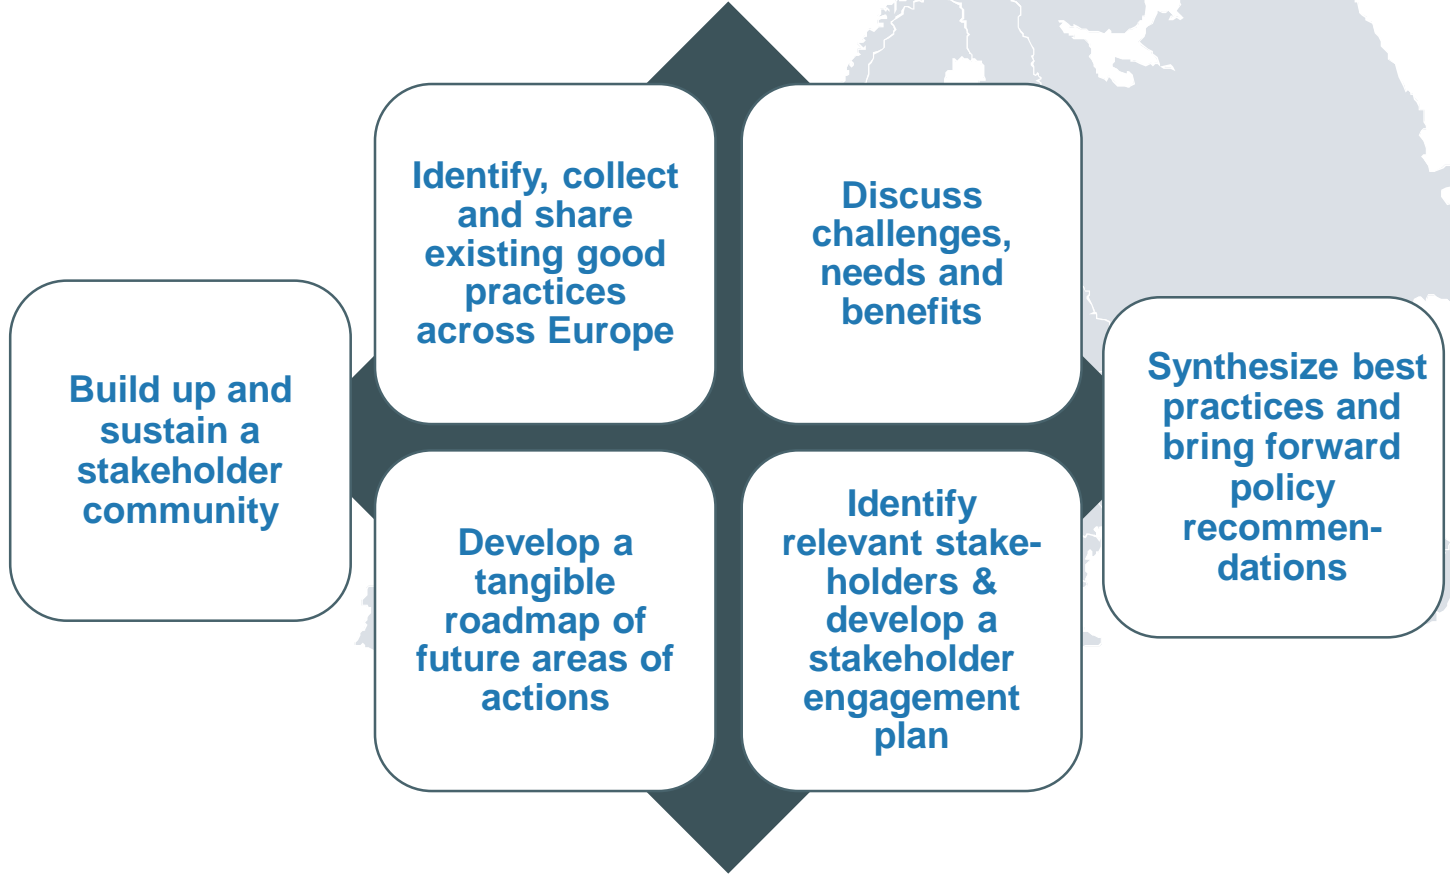 Identify, collect
and share
existing good
practices
across Europe
Discuss
challenges,
needs and
benefits
Build up and
sustain a
stakeholder
community
Synthesize best
practices and
bring forward
policy
recommen-
dations
Develop a
tangible
roadmap of
future areas of
actions
Identify
relevant stake-
holders &
develop a
stakeholder
engagement
plan